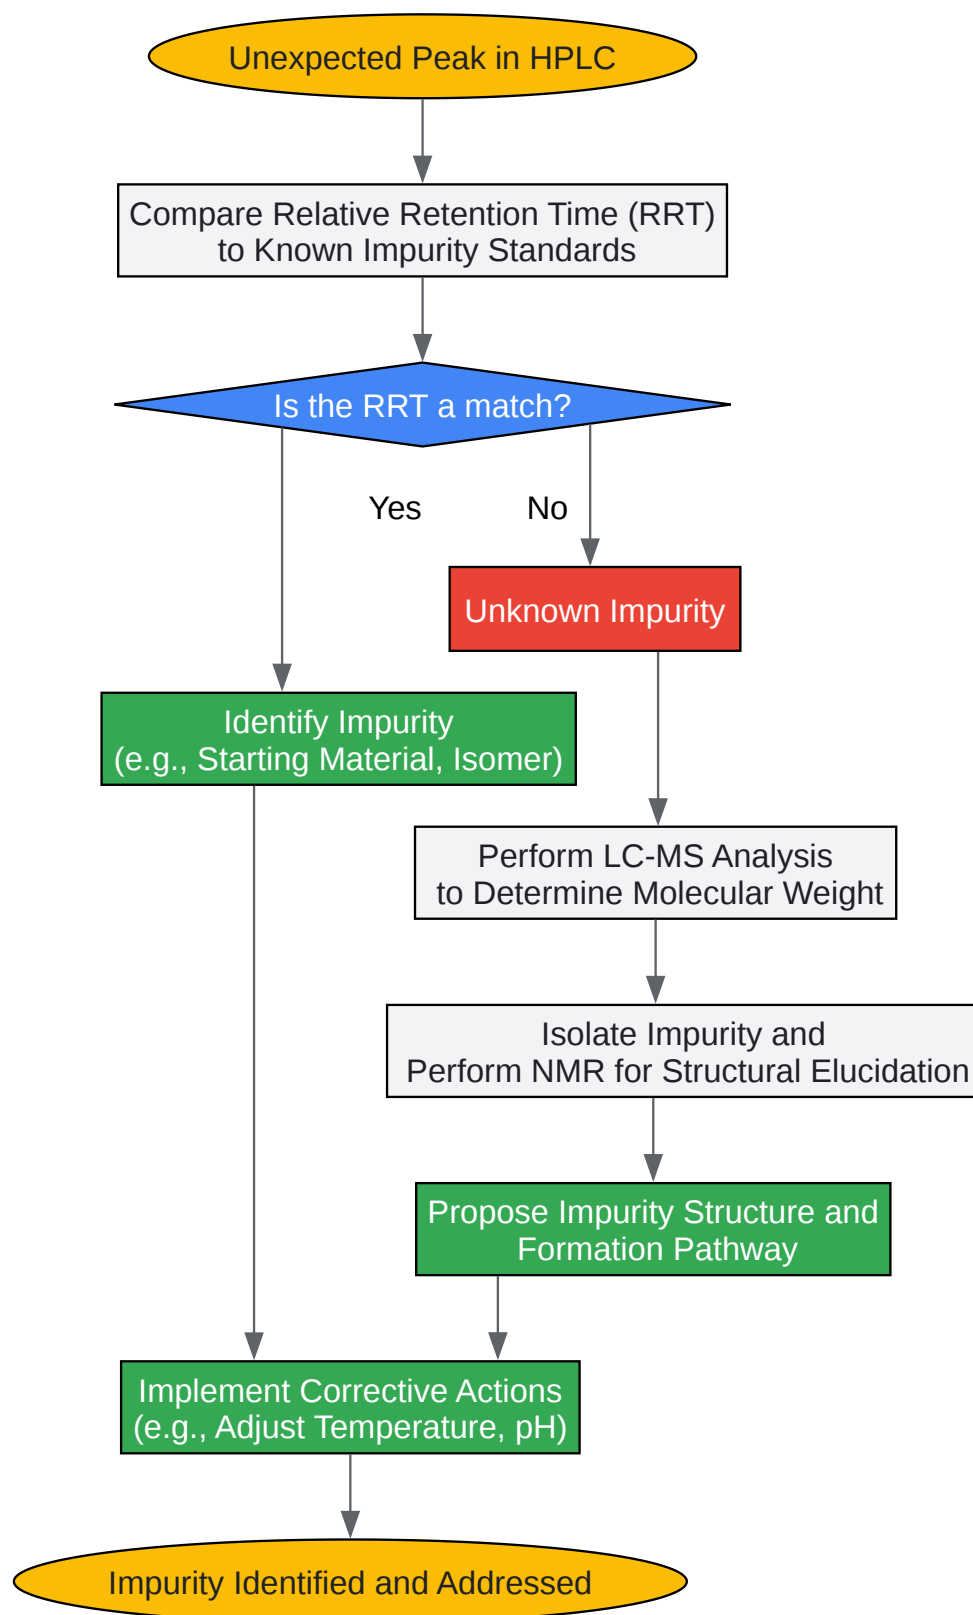 Unexpected Peak in HPLC
Compare Relative Retention Time (RRT)
to Known Impurity Standards
Is the RRT a match?
Yes
No
Unknown Impurity
Identify Impurity
(e.g., Starting Material, Isomer)
Perform LC-MS Analysis
to Determine Molecular Weight
Isolate Impurity and
Perform NMR for Structural Elucidation
Propose Impurity Structure and
Formation Pathway
Implement Corrective Actions
(e.g., Adjust Temperature, pH)
Impurity Identified and Addressed